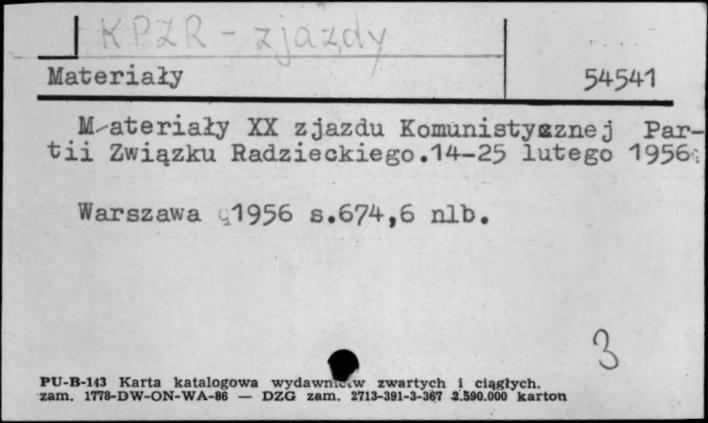 KPZR - zjazdy
Materiały 54541
Materiały XX zjazdu Komunistycznej Par-
tii Związku Radzieckiego.14-25 lutego 1956
Warszawa 1956 s.674,6 nlb.
3
PU-B-143 Karta katalogowa wydawnictw zwartych i ciągłych.
zam. 1778-DW-ON-WA-86 — DZG zam. 2713-391-3-367 2.590.000 karton